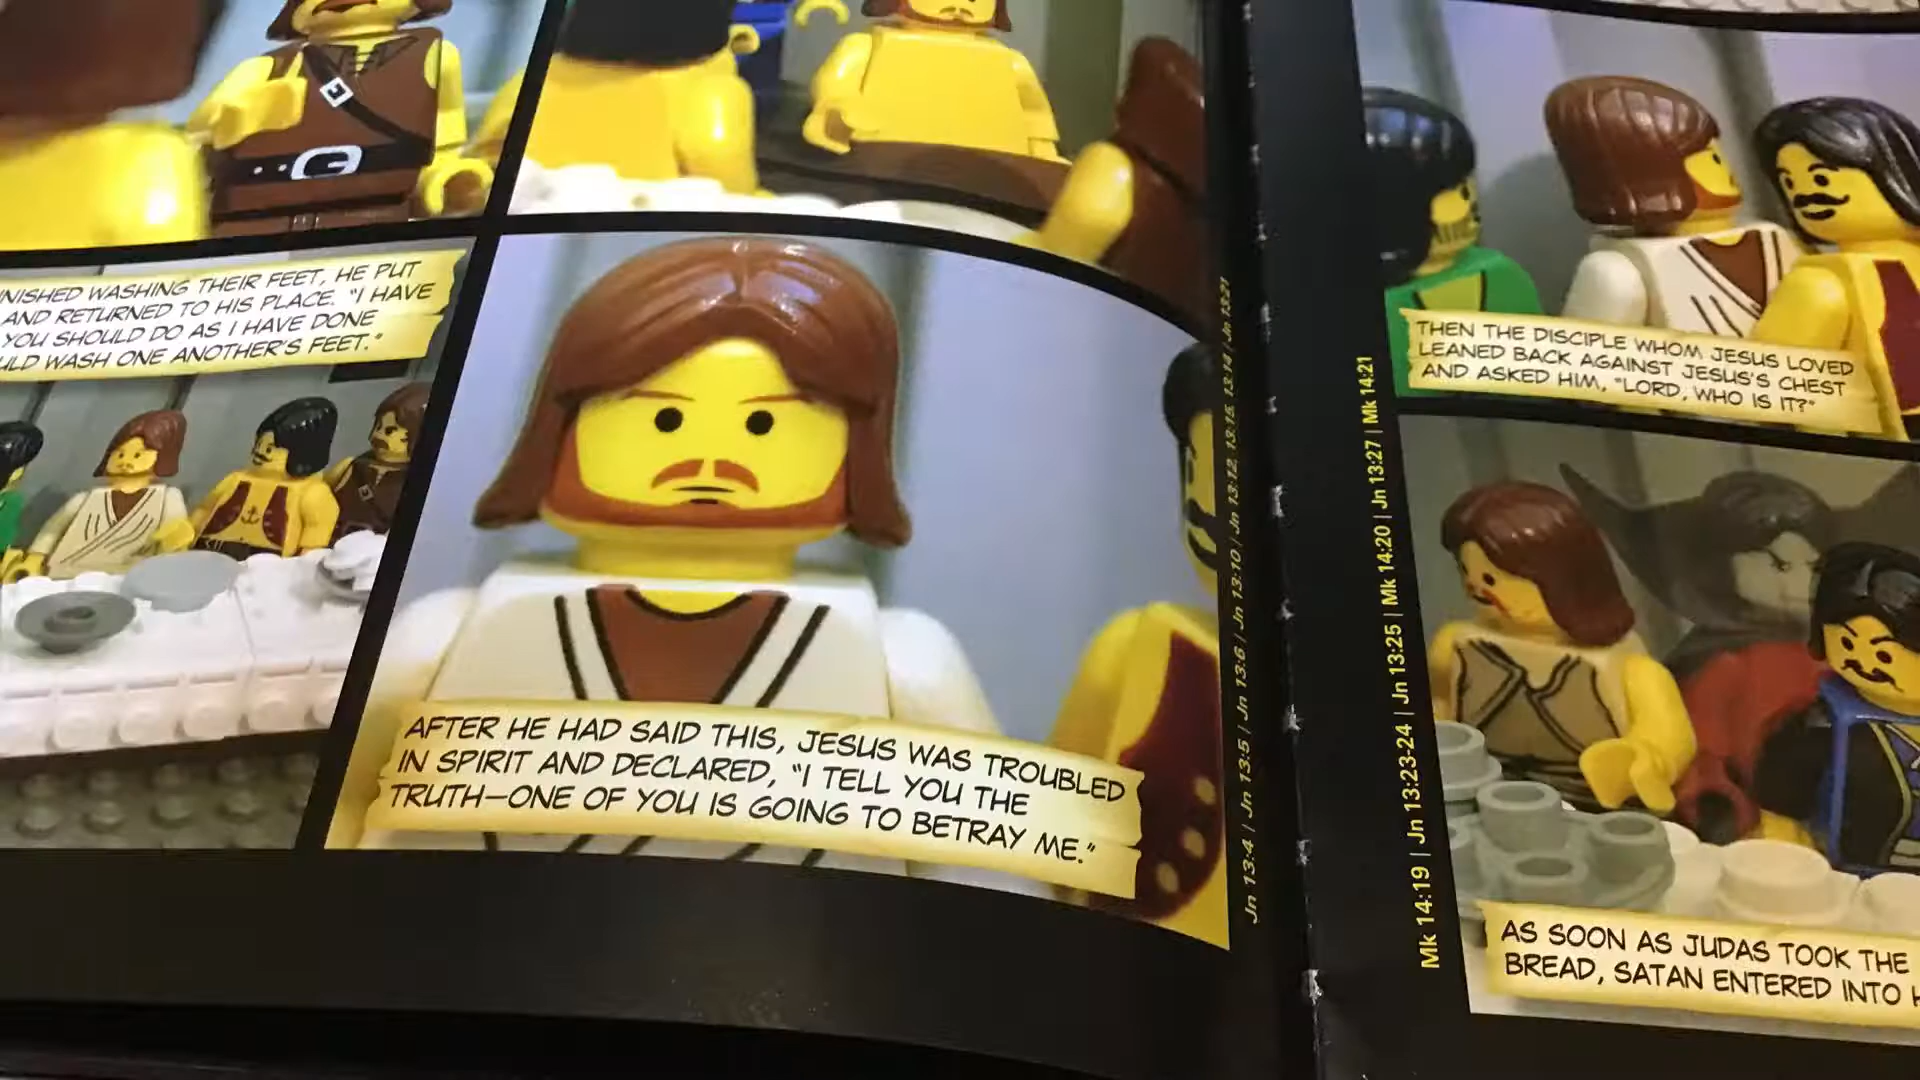 NISHED WASHING THEIR FEET, HE PUT
AND RETURNED TO HIS PLACE. "I HAVE
YOU SHOULD DO AS I HAVE DONE
ULD WASH ONE ANOTHER'S FEET."
AFTER HE HAD SAID THIS, JESUS WAS TROUBLED
IN SPIRIT AND DECLARED, "I TELL YOU THE
TRUTH—ONE OF YOU IS GOING TO BETRAY ME."
Jn 13:4 | Jn 13:5 | Jn 13:6 | Jn 13:10 | Jn 13:12, 13:15, 13:14 | Jn 13:21
Mk 14:19 | Jn 13:23-24 | Jn 13:25 | Mk 14:20 | Jn 13:27 | Mk 14:21
THEN THE DISCIPLE WHOM JESUS LOVED
LEANED BACK AGAINST JESUS'S CHEST
AND ASKED HIM, "LORD, WHO IS IT?"
AS SOON AS JUDAS TOOK THE
BREAD, SATAN ENTERED INTO H